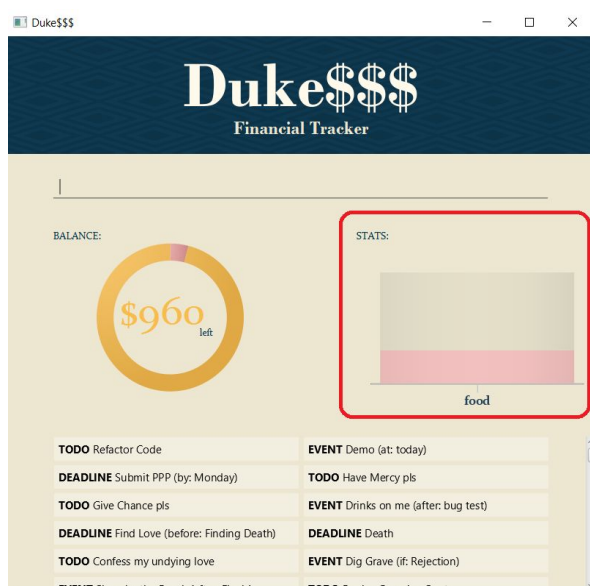 Duke$$$
Duke$$$
Financial Tracker
BALANCE:
$960
left
STATS:
food
TODO Refactor Code
EVENT Demo (at: today)
DEADLINE Submit PPP (by: Monday)
TODO Have Mercy pls
TODO Give Chance pls
EVENT Drinks on me (after: bug test)
DEADLINE Find Love (before: Finding Death)
DEADLINE Death
TODO Confess my undying love
EVENT Dig Grave (if: Rejection)